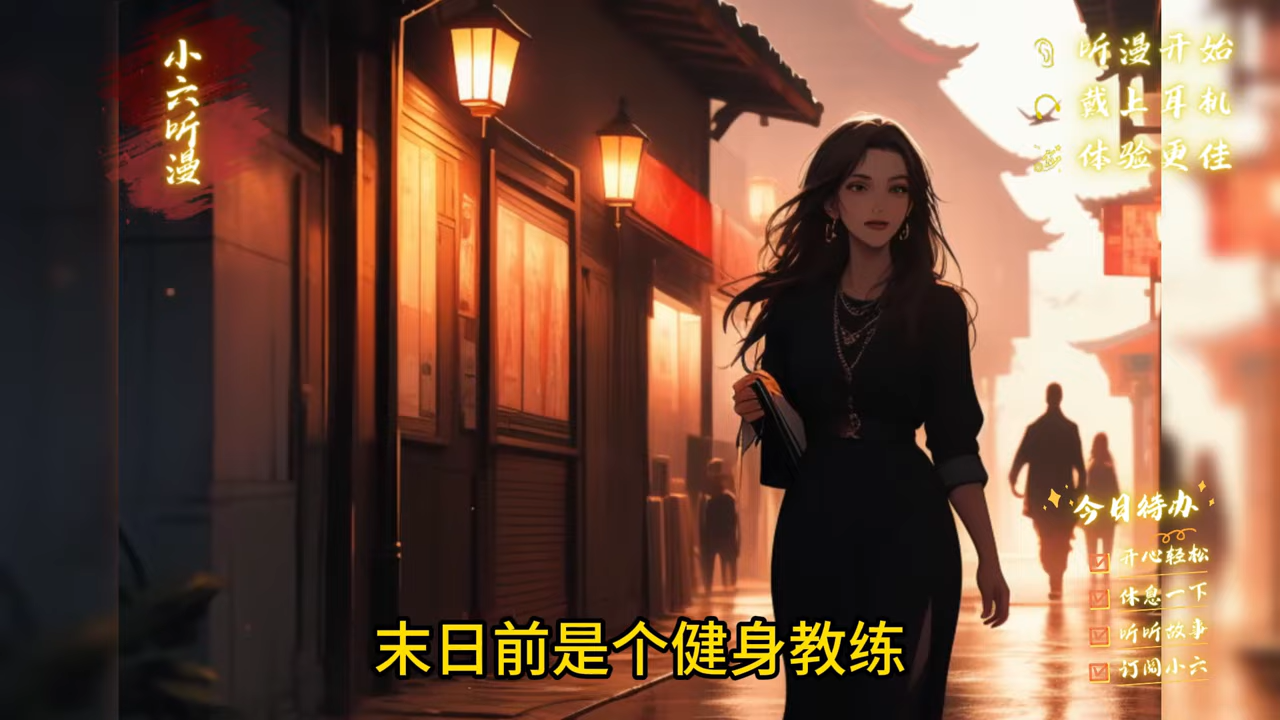 小六听漫
听漫开始
戴上耳机
体验更佳
今日待办
开心轻松
休息一下
听听故事
订阅小六
末日前是个健身教练